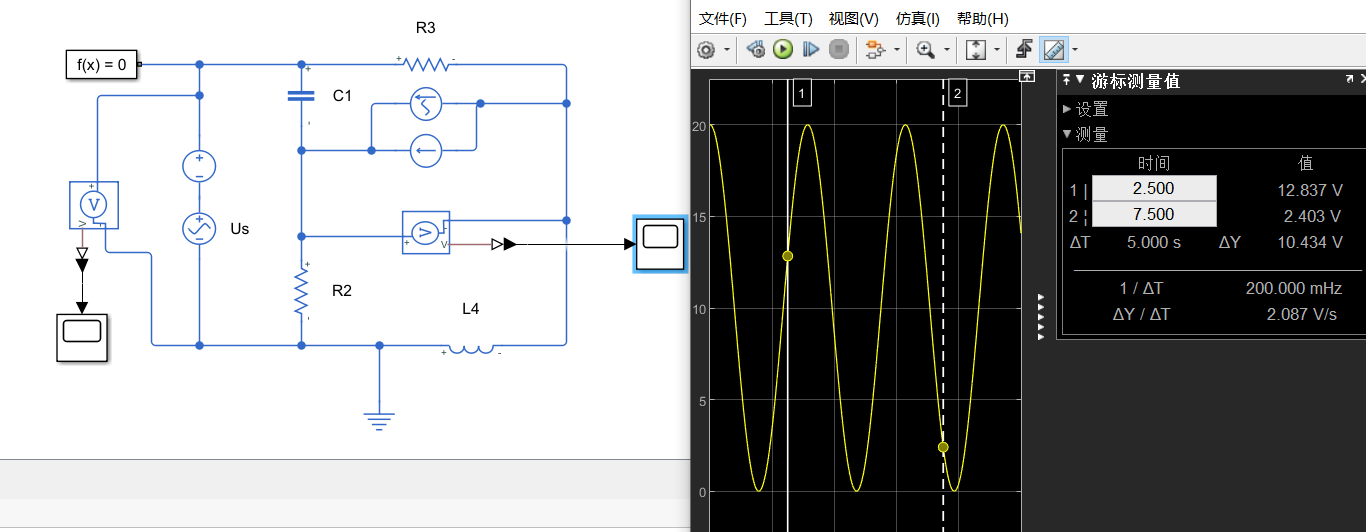 R3
f(x) = 0
C1
Us
V
V
V
V
R2
L4
文件(F) 工具(T) 视图(V) 仿真(I) 帮助(H)
1
2
20
15
10
5
0
游标测量值
设置
测量
时间 值
1 | 2.500 12.837 V
2 ¦ 7.500 2.403 V
ΔT 5.000 s ΔY 10.434 V
1 / ΔT 200.000 mHz
ΔY / ΔT 2.087 V/s